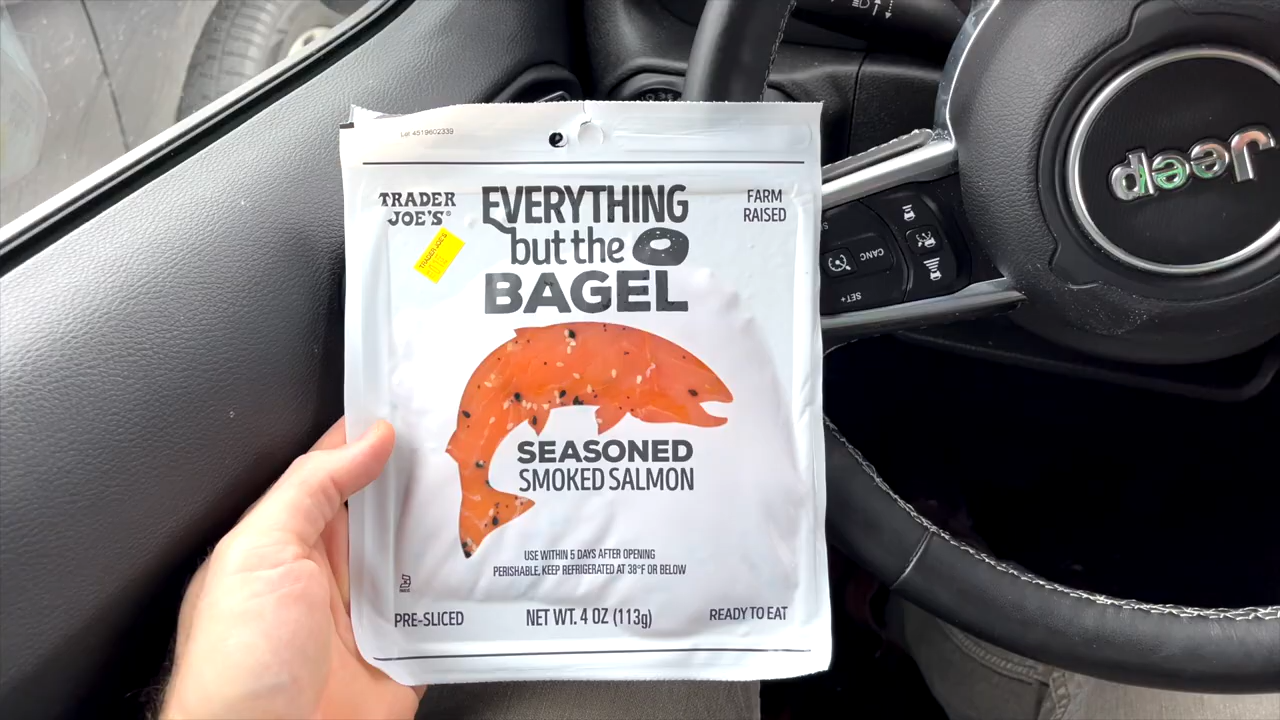 Lot 4519602339
TRADER
JOE'S®
EVERYTHING
but the
BAGEL
FARM
RAISED
TRADER JOE'S
SEASONED
SMOKED SALMON
USE WITHIN 5 DAYS AFTER OPENING
PERISHABLE, KEEP REFRIGERATED AT 38°F OR BELOW
PRE-SLICED
NET WT. 4 OZ (113g)
READY TO EAT
Jeep
CANC
SET+